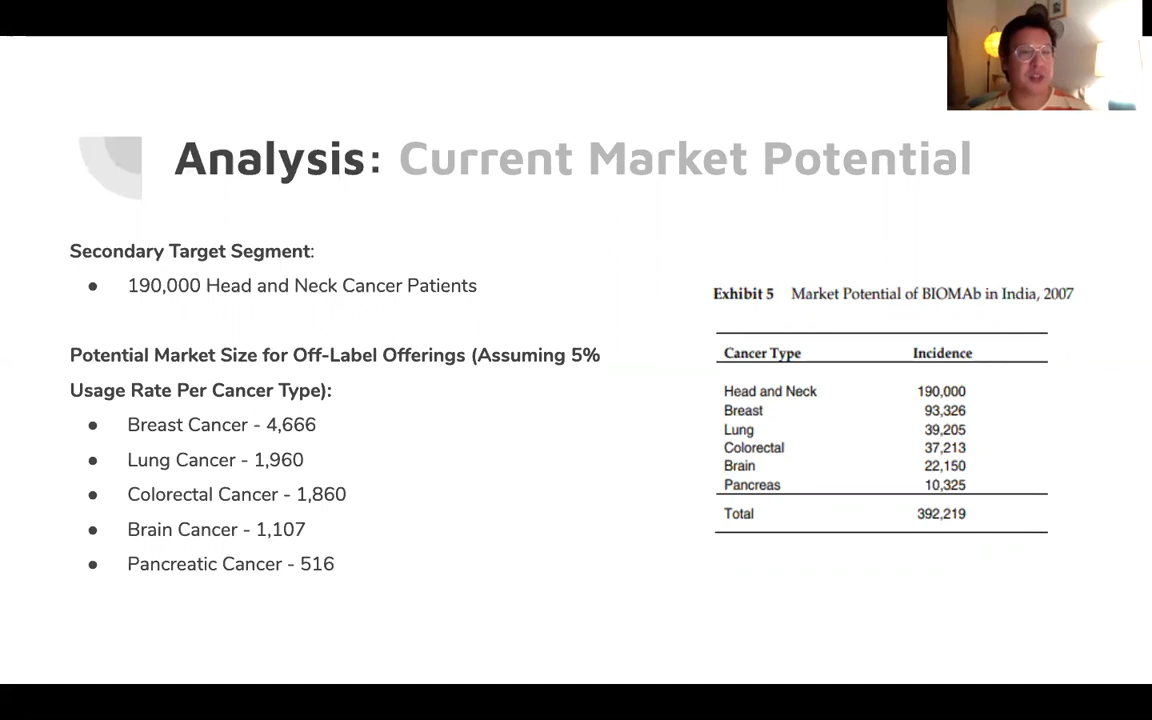 Analysis: Current Market Potential
Secondary Target Segment:
● 190,000 Head and Neck Cancer Patients
Potential Market Size for Off-Label Offerings (Assuming 5%
Usage Rate Per Cancer Type):
● Breast Cancer - 4,666
● Lung Cancer - 1,960
● Colorectal Cancer - 1,860
● Brain Cancer - 1,107
● Pancreatic Cancer - 516
Exhibit 5 Market Potential of BIOMAb in India, 2007
Cancer Type Incidence
Head and Neck 190,000
Breast 93,326
Lung 39,205
Colorectal 37,213
Brain 22,150
Pancreas 10,325
Total 392,219